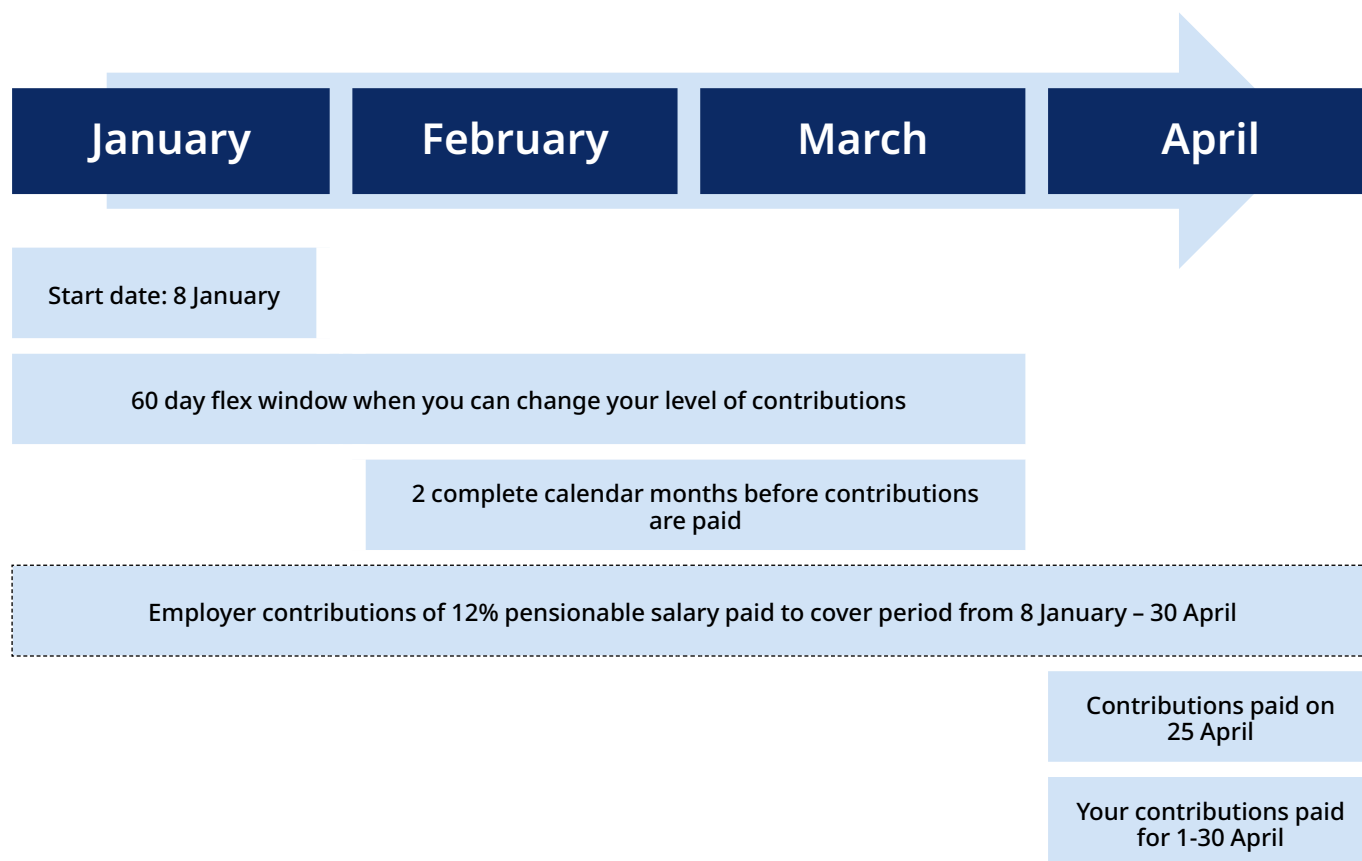 January
February
March
April
Start date: 8 January
60 day flex window when you can change your level of contributions
2 complete calendar months before contributions
are paid
Employer contributions of 12% pensionable salary paid to cover period from 8 January – 30 April
Contributions paid on
25 April
Your contributions paid
for 1-30 April